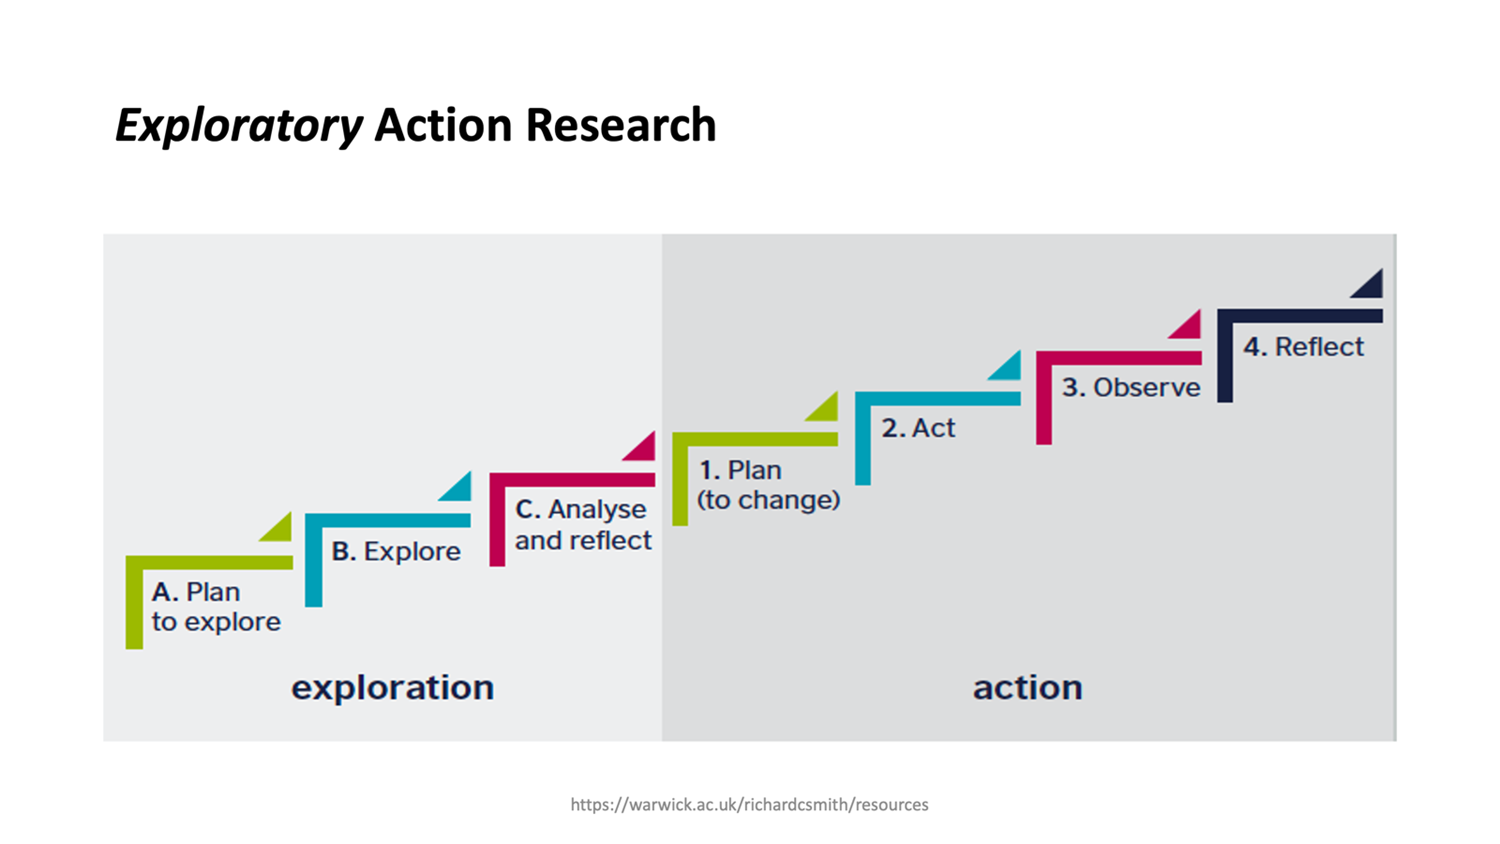 Exploratory Action Research
A. Plan
to explore
B. Explore
C. Analyse
and reflect
exploration
1. Plan
(to change)
2. Act
3. Observe
4. Reflect
action
https://warwick.ac.uk/richardcsmith/resources